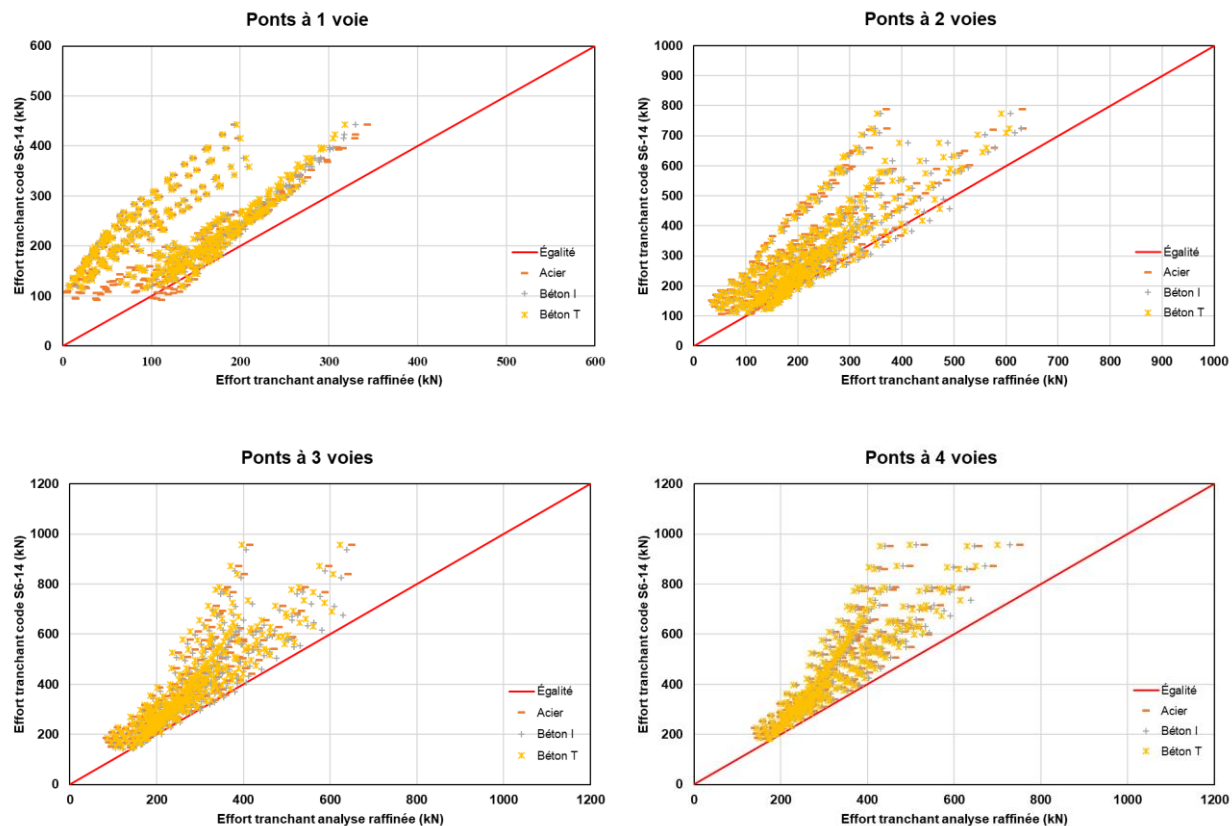 Ponts à 1 voie
Effort tranchant code S6-14 (kN)
600
500
400
300
200
100
0
0 100 200 300 400 500 600
Effort tranchant analyse raffinée (kN)
Égalité
Acier
Béton I
Béton T
Ponts à 2 voies
Effort tranchant code S6-14 (kN)
1000
900
800
700
600
500
400
300
200
100
0
0 100 200 300 400 500 600 700 800 900 1000
Effort tranchant analyse raffinée (kN)
Égalité
Acier
Béton I
Béton T
Ponts à 3 voies
Effort tranchant code S6-14 (kN)
1200
1000
800
600
400
200
0
0 200 400 600 800 1000 1200
Effort tranchant analyse raffinée (kN)
Égalité
Acier
Béton I
Béton T
Ponts à 4 voies
Effort tranchant code S6-14 (kN)
1200
1000
800
600
400
200
0
0 200 400 600 800 1000 1200
Effort tranchant analyse raffinée (kN)
Égalité
Acier
Béton I
Béton T